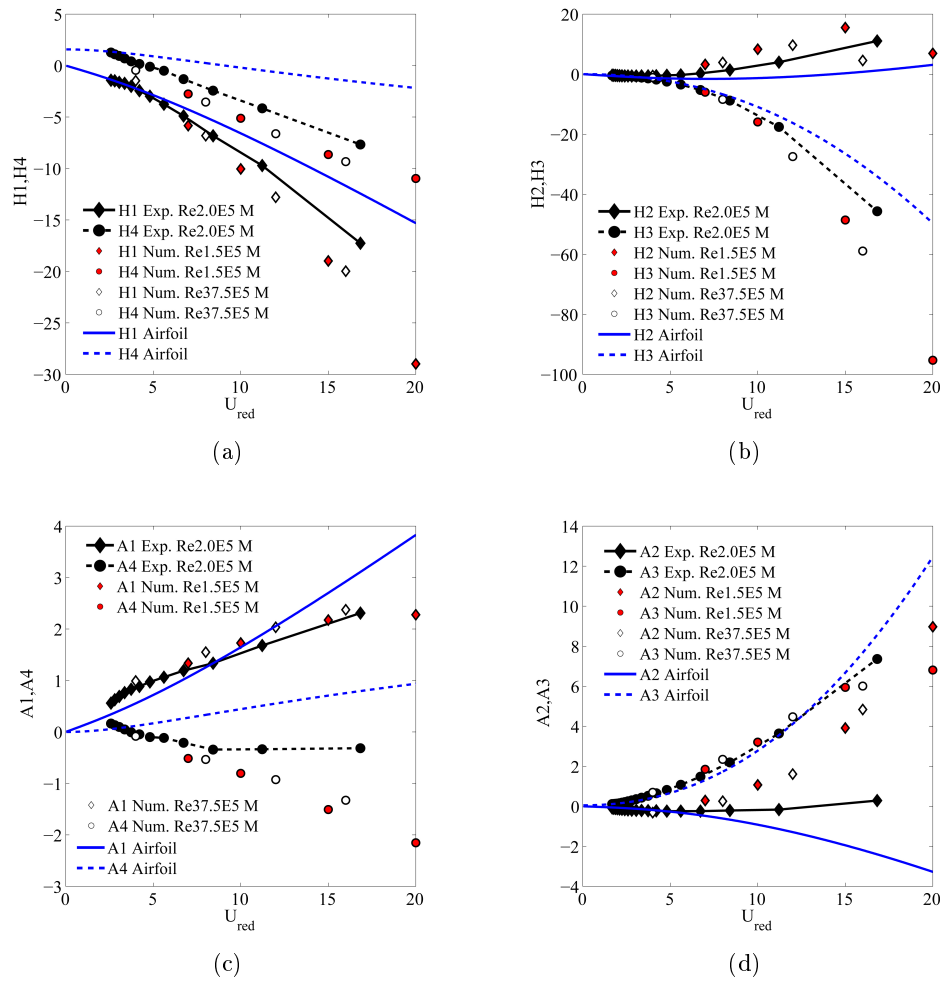 5
0
−5
−10
−15
−20
−25
−30
0
5
10
15
20
H1,H4
U_red
H1 Exp. Re2.0E5 M
H4 Exp. Re2.0E5 M
H1 Num. Re1.5E5 M
H4 Num. Re1.5E5 M
H1 Num. Re37.5E5 M
H4 Num. Re37.5E5 M
H1 Airfoil
H4 Airfoil
(a)
20
0
−20
−40
−60
−80
−100
0
5
10
15
20
H2,H3
U_red
H2 Exp. Re2.0E5 M
H3 Exp. Re2.0E5 M
H2 Num. Re1.5E5 M
H3 Num. Re1.5E5 M
H2 Num. Re37.5E5 M
H3 Num. Re37.5E5 M
H2 Airfoil
H3 Airfoil
(b)
4
3
2
1
0
−1
−2
−3
0
5
10
15
20
A1,A4
U_red
A1 Exp. Re2.0E5 M
A4 Exp. Re2.0E5 M
A1 Num. Re1.5E5 M
A4 Num. Re1.5E5 M
A1 Num. Re37.5E5 M
A4 Num. Re37.5E5 M
A1 Airfoil
A4 Airfoil
(c)
14
12
10
8
6
4
2
0
−2
−4
0
5
10
15
20
A2,A3
U_red
A2 Exp. Re2.0E5 M
A3 Exp. Re2.0E5 M
A2 Num. Re1.5E5 M
A3 Num. Re1.5E5 M
A2 Num. Re37.5E5 M
A3 Num. Re37.5E5 M
A2 Airfoil
A3 Airfoil
(d)